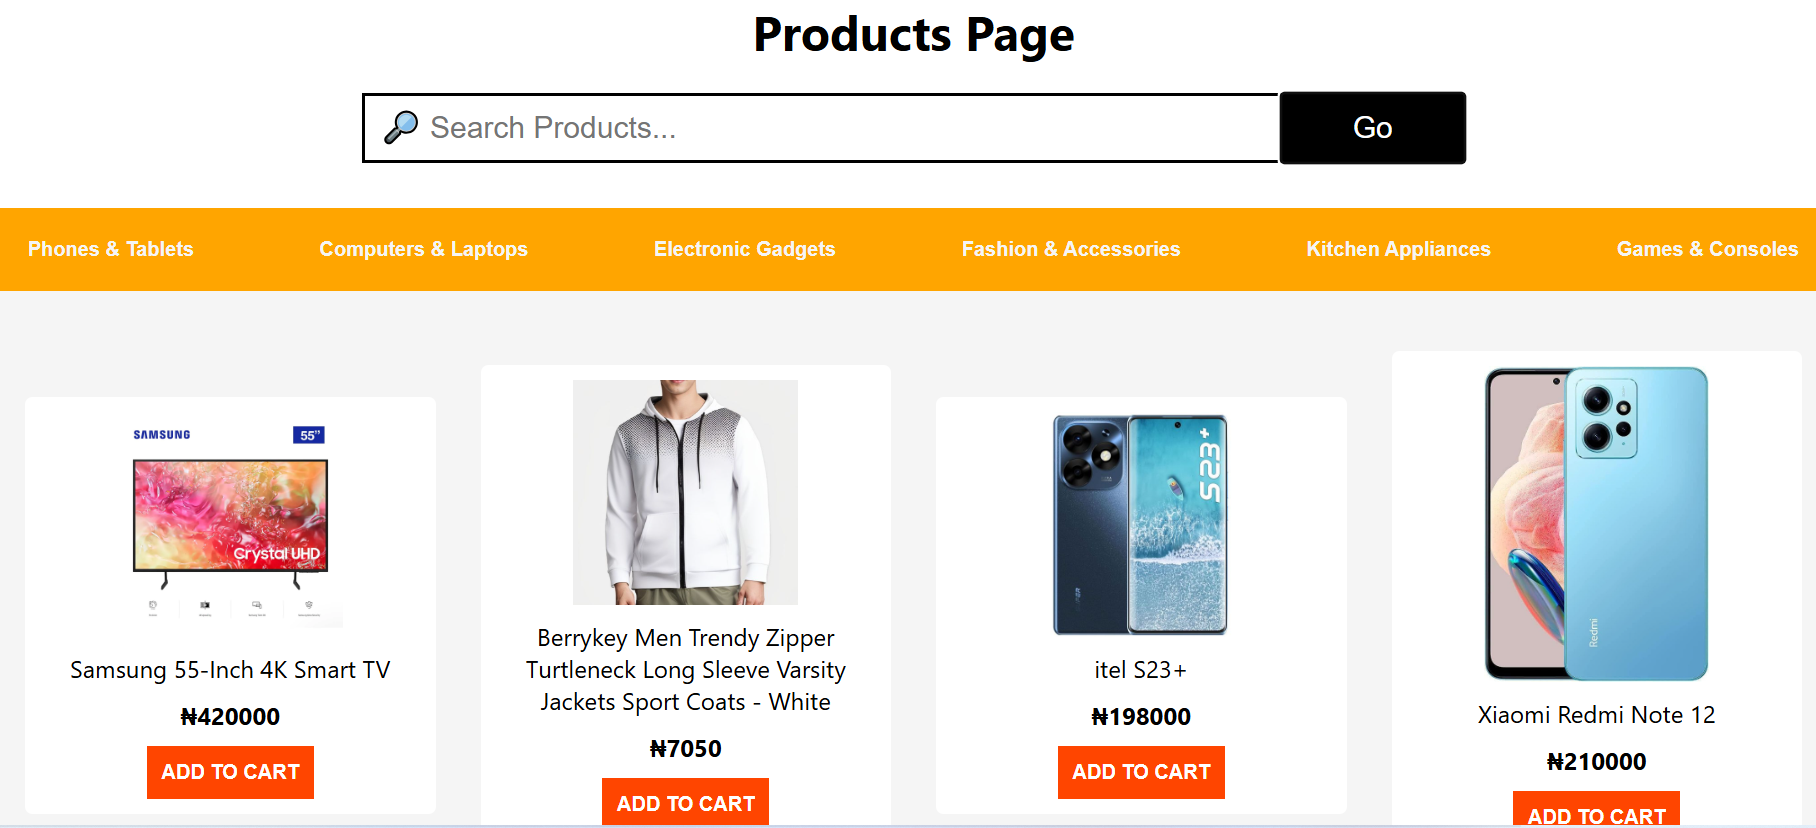 Products Page
🔎 Search Products...
Go
Phones & Tablets
Computers & Laptops
Electronic Gadgets
Fashion & Accessories
Kitchen Appliances
Games & Consoles
SAMSUNG
55”
Crystal UHD
Samsung 55-Inch 4K Smart TV
₦420000
ADD TO CART
Berrykey Men Trendy Zipper
Turtleneck Long Sleeve Varsity
Jackets Sport Coats - White
₦7050
ADD TO CART
S23+
itel S23+
₦198000
ADD TO CART
Redmi
Xiaomi Redmi Note 12
₦210000
ADD TO CART